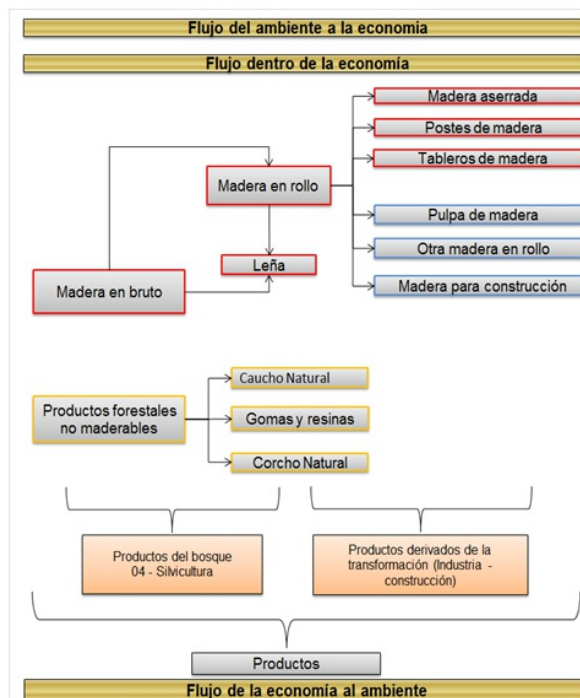 Flujo del ambiente a la economia
Flujo dentro de la economía
Madera aserrada
Postes de madera
Tableros de madera
Madera en rollo
Pulpa de madera
Otra madera en rollo
Leña
Madera en bruto
Madera para construcción
Caucho Natural
Productos forestales
no maderables
Gomas y resinas
Corcho Natural
Productos del bosque
04 - Silvicultura
Productos derivados de la
transformación (Industria -
construcción)
Productos
Flujo de la economía al ambiente